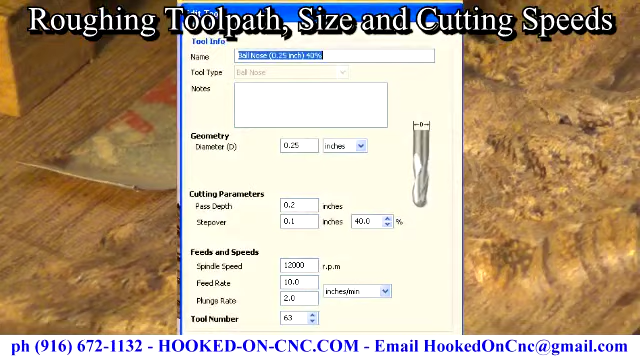 Roughing Toolpath, Size and Cutting Speeds
Tool Info
Name Ball Nose (0.25 inch) 40%
Tool Type Ball Nose
Notes
Geometry
Diameter (D) 0.25 inches
D
Cutting Parameters
Pass Depth 0.2 inches
Stepover 0.1 inches 40.0 %
Feeds and Speeds
Spindle Speed 12000 r.p.m
Feed Rate 10.0
inches/min
Plunge Rate 2.0
Tool Number 63
ph (916) 672-1132 - HOOKED-ON-CNC.COM - Email HookedOnCnc@gmail.com